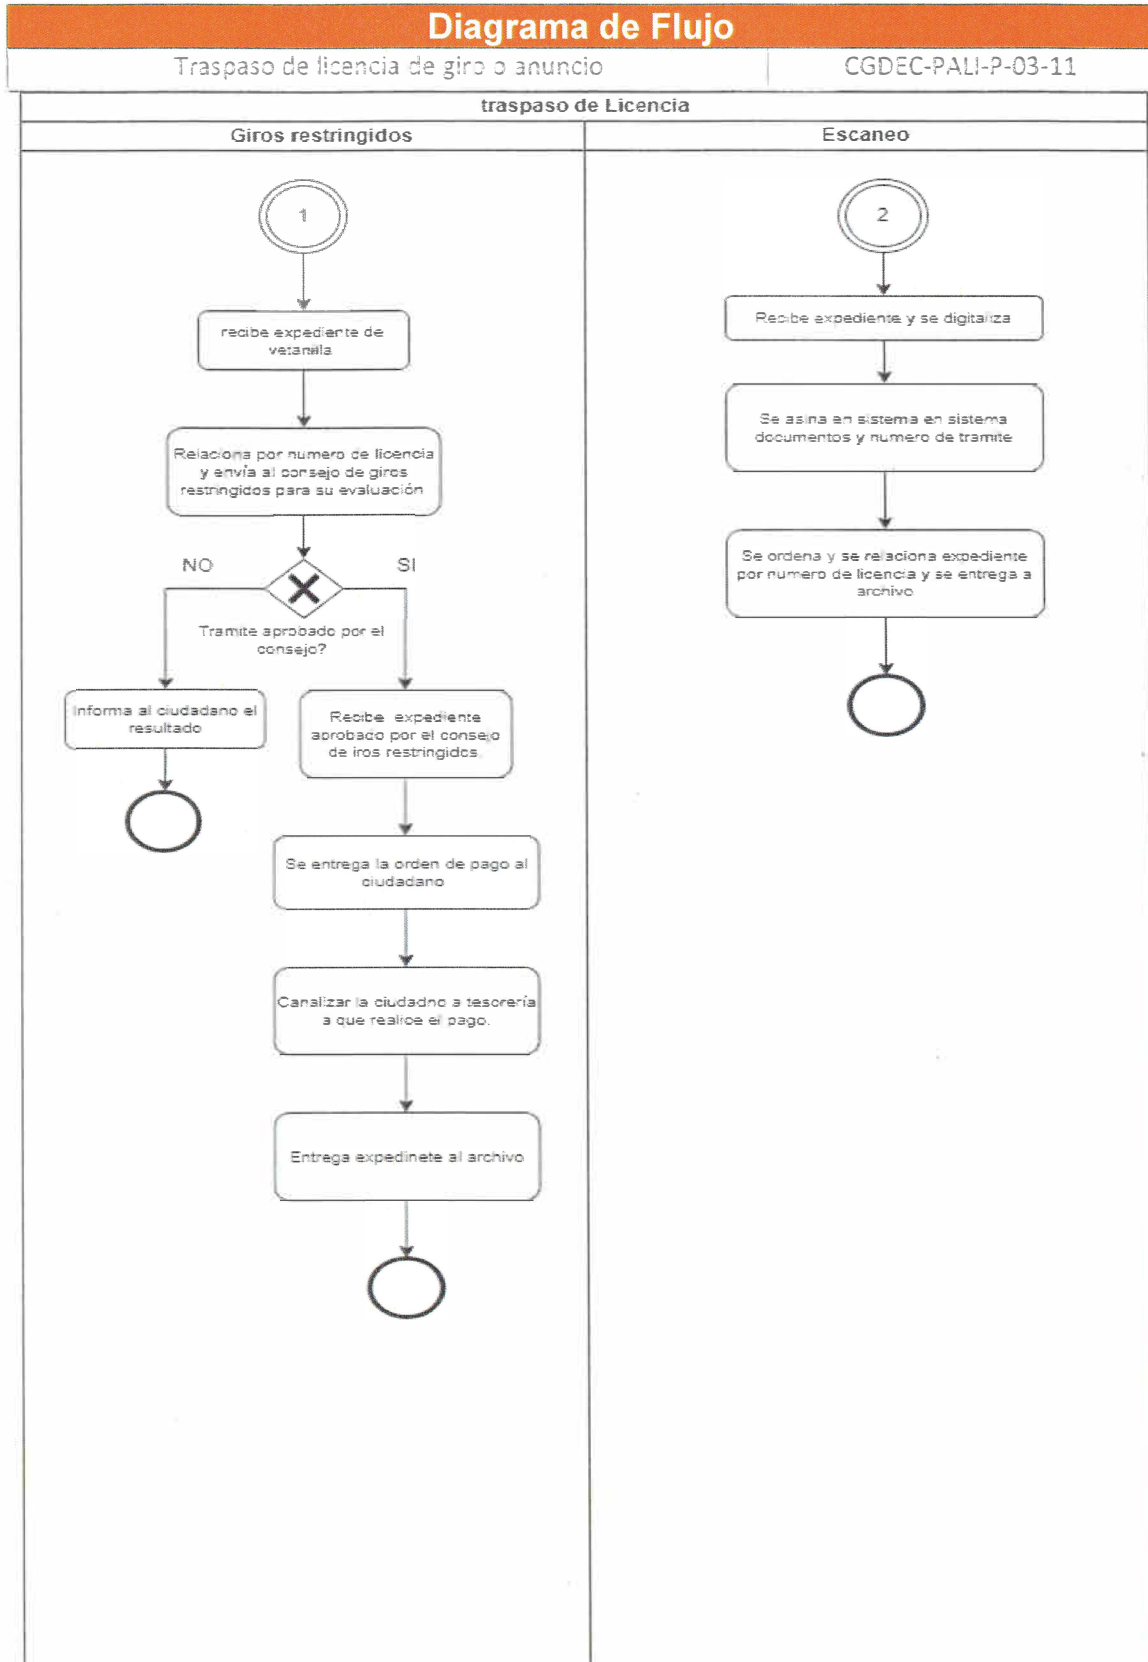 Diagrama de Flujo
Traspaso de licencia de giro o anuncio
CGDEC-PALI-P-03-11
traspaso de Licencia
Giros restringidos
Escaneo
1
recibe expediente de
vetanilla
Relaciona por numero de licencia
y envía al consejo de giros
restringidos para su evaluación
NO
SI
Tramite aprobado por el
consejo?
Informa al ciudadano el
resultado
Recibe expediente
aprobado por el consejo
de iros restringidos
Se entrega la orden de pago al
ciudadano
Canalizar la ciudadno a tesorería
a que realice el pago.
Entrega expedinete al archivo
2
Recibe expediente y se digitaliza
Se asina en sistema en sistema
documentos y numero de tramite
Se ordena y se relaciona expediente
por numero de licencia y se entrega a
archivo